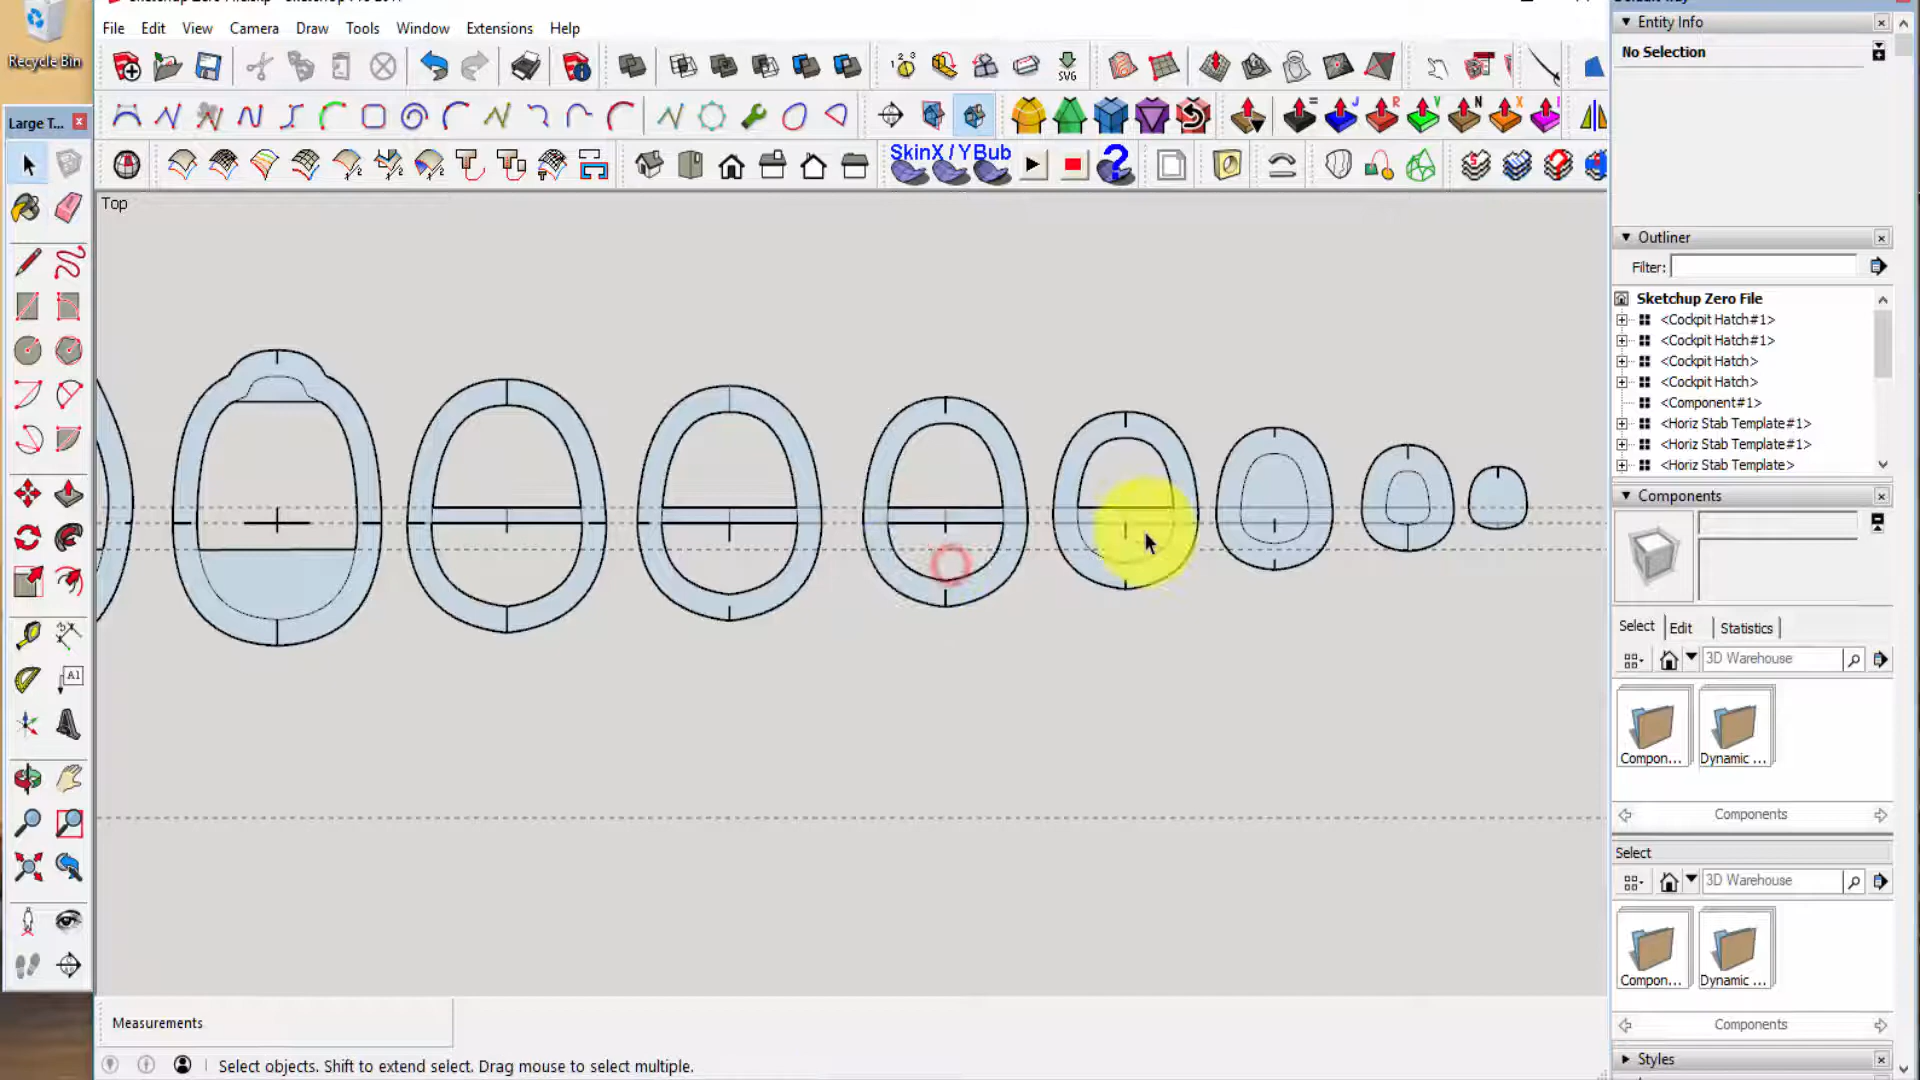 File Edit View Camera Draw Tools Window Extensions Help
Recycle Bin
Entity Info
No Selection
SVG
= J R V N X I
Large T...
SkinX / YBub
Top
Outliner
Filter:
Sketchup Zero File
<Cockpit Hatch#1>
<Cockpit Hatch#1>
<Cockpit Hatch>
<Cockpit Hatch>
<Component#1>
<Horiz Stab Template#1>
<Horiz Stab Template#1>
<Horiz Stab Template>
Components
Select Edit Statistics
3D Warehouse
Compon... Dynamic ...
Components
Select
3D Warehouse
Compon... Dynamic ...
Components
Styles
A1
Measurements
Select objects. Shift to extend select. Drag mouse to select multiple.